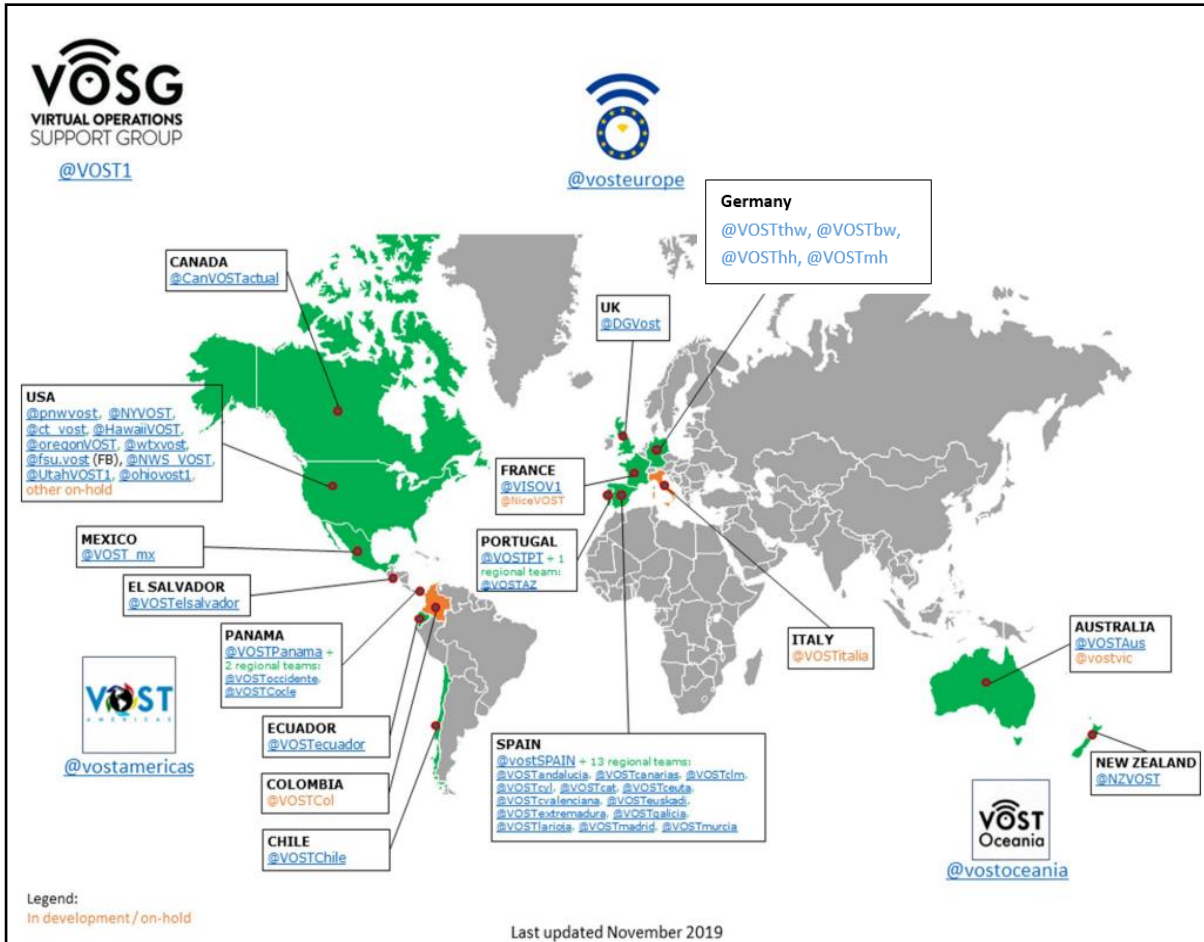 VOSG
VIRTUAL OPERATIONS
SUPPORT GROUP
@VOST1
@vosteurope
Germany
@VOSTthw, @VOSTbw,
@VOSThh, @VOSTmh
CANADA
@CanVOSTactual
UK
@DGVost
USA
@pnwvost, @NYVOST,
@ct_vost, @HawaiiVOST,
@oregonVOST, @wtxvost,
@fsu.vost (FB), @NWS_VOST,
@UtahVOST1, @ohiovost1,
other on-hold
FRANCE
@VISOV1
@NiceVOST
MEXICO
@VOST_mx
PORTUGAL
@VOSTPT + 1
regional team:
@VOSTAZ
EL SALVADOR
@VOSTelsalvador
PANAMA
@VOSTPanama +
2 regional teams:
@VOSToccidente,
@VOSTCocle
ITALY
@VOSTitalia
AUSTRALIA
@VOSTAus
@vostvic
VOST
AMERICAS
@vostamericas
ECUADOR
@VOSTecuador
COLOMBIA
@VOSTCol
CHILE
@VOSTChile
SPAIN
@vostSPAIN + 13 regional teams:
@VOSTandalucia, @VOSTcanarias, @VOSTclm,
@VOSTcyl, @VOSTcat, @VOSTceuta,
@VOSTcvalenciana, @VOSTeuskadi,
@VOSTextremadura, @VOSTgalicia,
@VOSTlarioja, @VOSTmadrid, @VOSTmurcia
NEW ZEALAND
@NZVOST
VOST
Oceania
@vostoceania
Legend:
In development / on-hold
Last updated November 2019